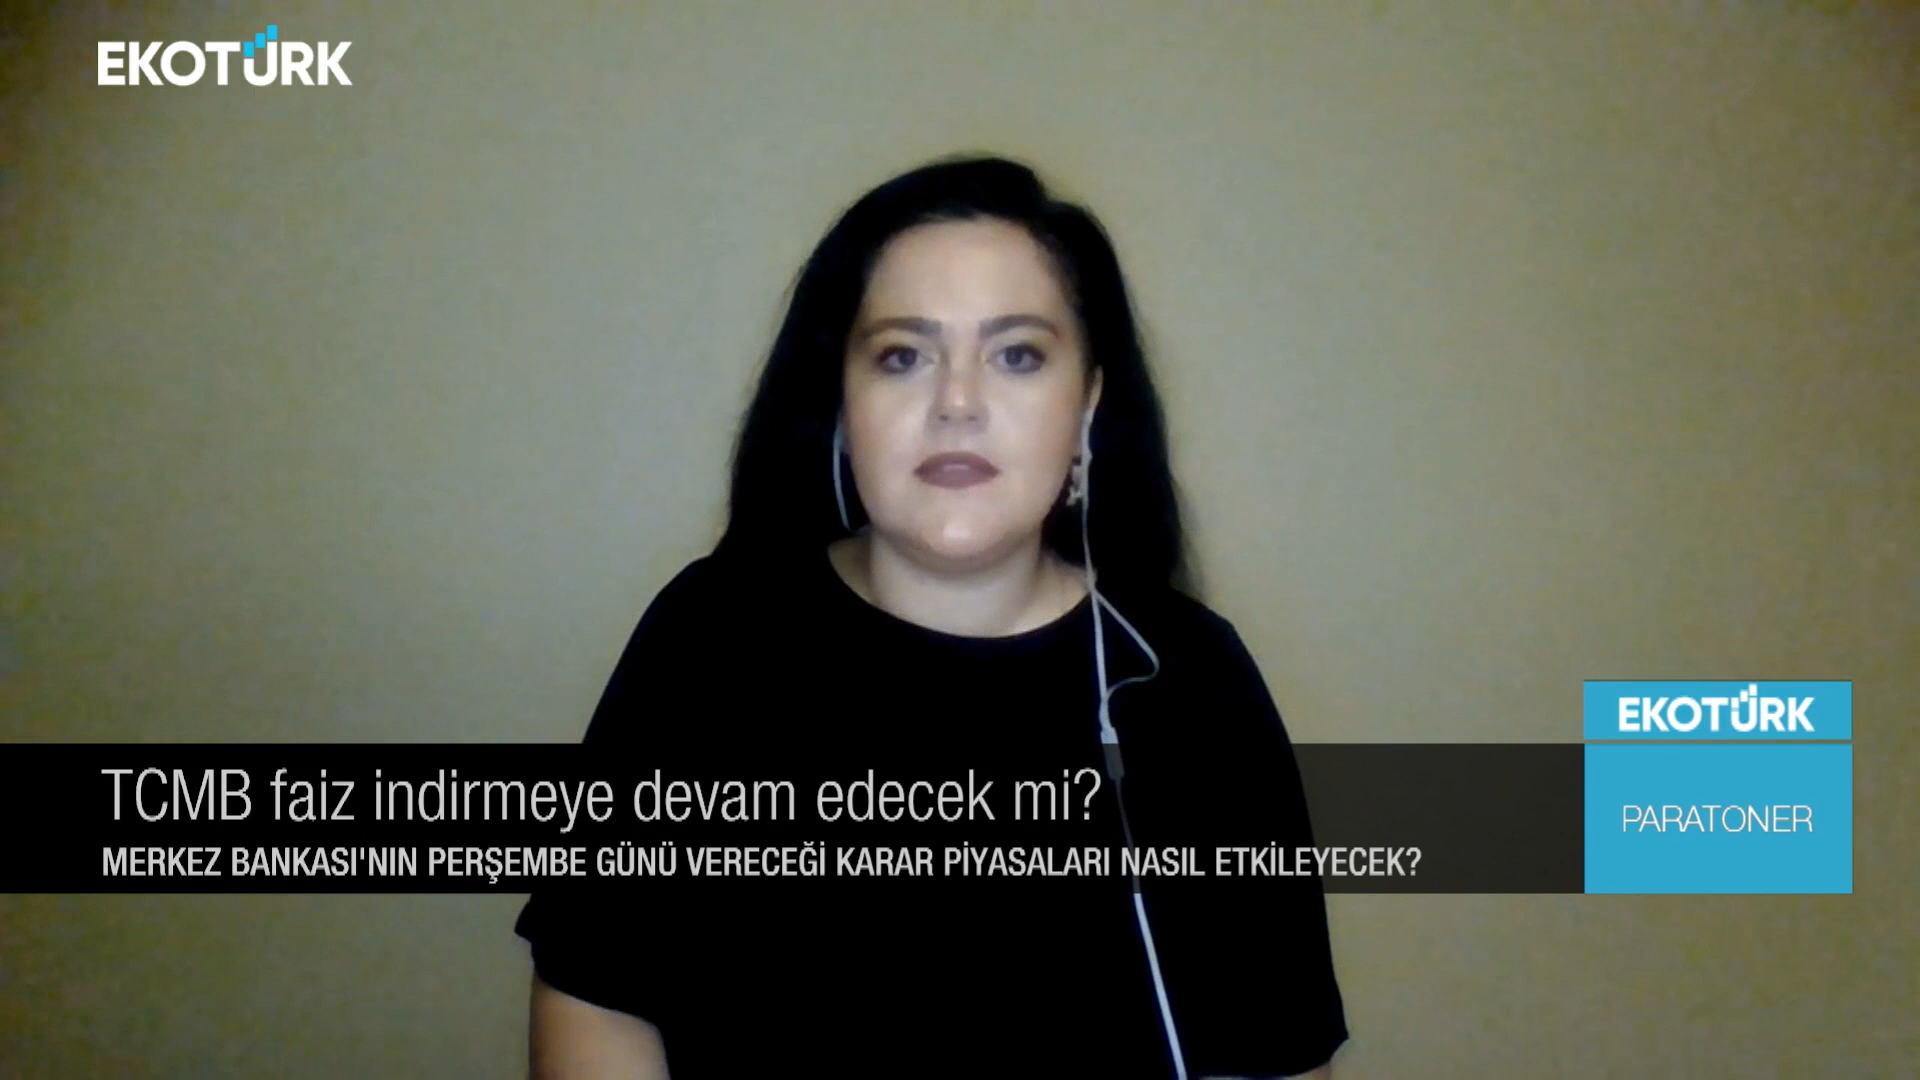 EKOTÜRK
EKOTÜRK
TCMB faiz indirmeye devam edecek mi?
MERKEZ BANKASI'NIN PERŞEMBE GÜNÜ VERECEĞİ KARAR PİYASALARI NASIL ETKİLEYECEK?
PARATONER